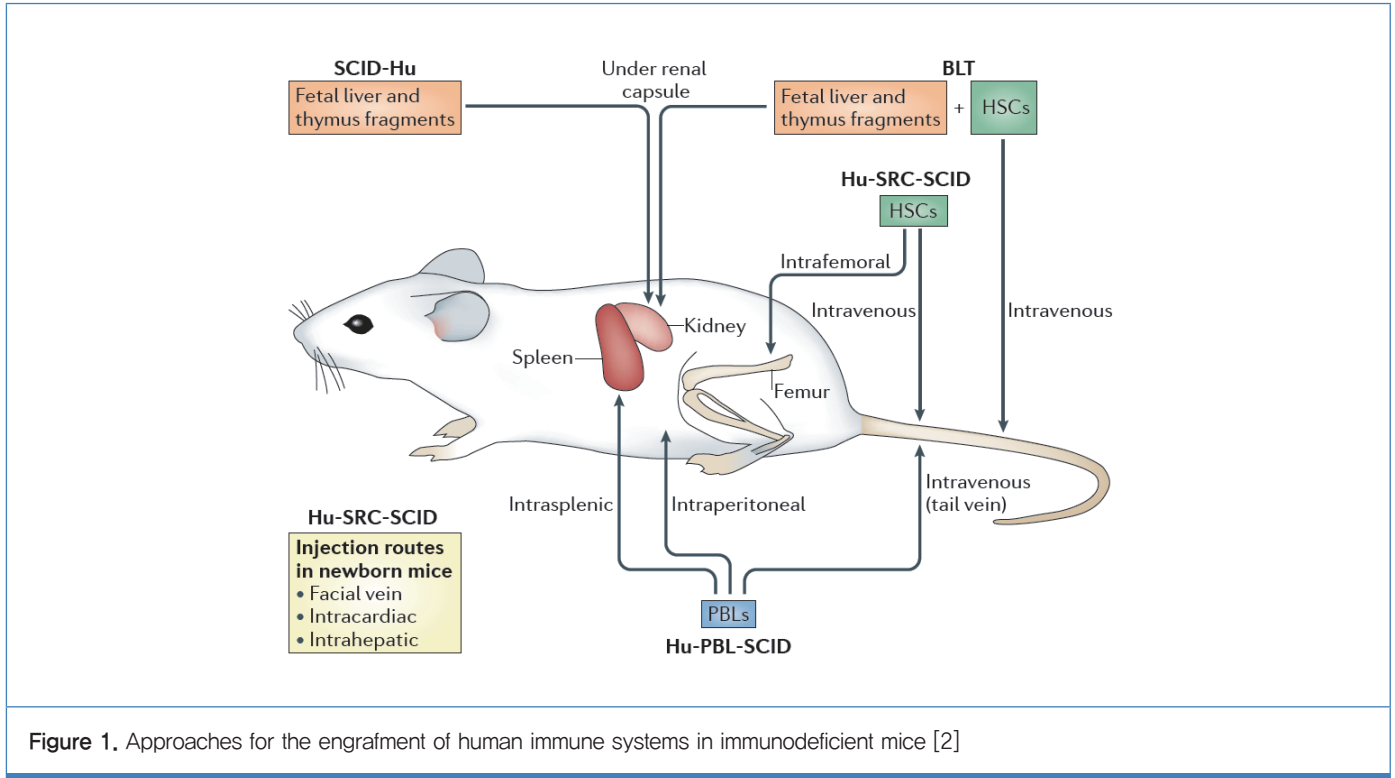 SCID-Hu
Fetal liver and
thymus fragments
Under renal
capsule
BLT
Fetal liver and
thymus fragments
+
HSCs
Hu-SRC-SCID
HSCs
Intrafemoral
Intravenous
Intravenous
Kidney
Spleen
Femur
Intrasplenic
Intraperitoneal
Intravenous
(tail vein)
Hu-SRC-SCID
Injection routes
in newborn mice
• Facial vein
• Intracardiac
• Intrahepatic
PBLs
Hu-PBL-SCID
Figure 1. Approaches for the engrafment of human immune systems in immunodeficient mice [2]